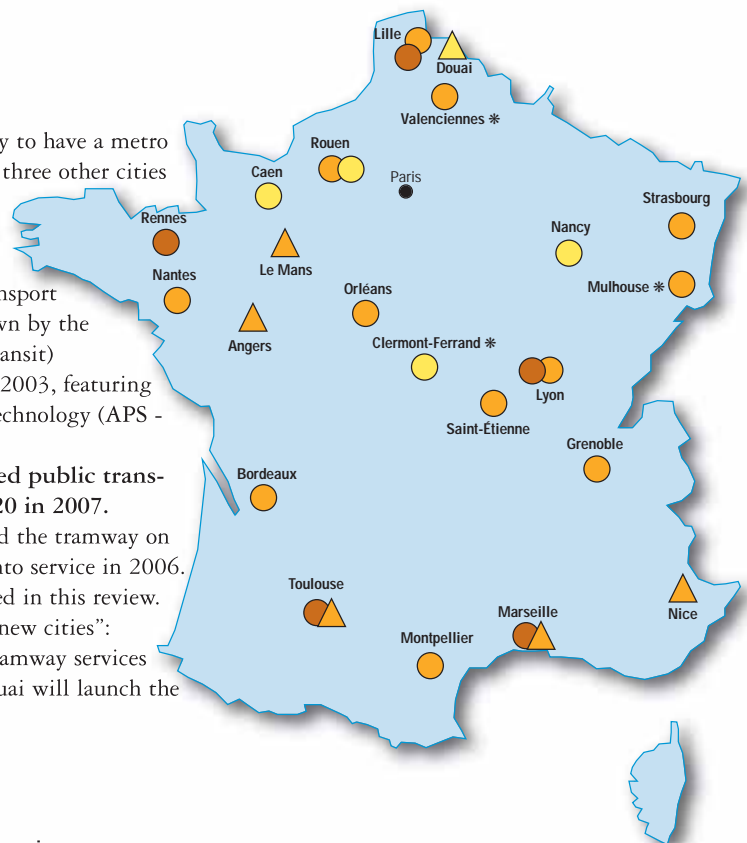 y to have a metro
three other cities
nsport
wn by the
ansit)
2003, featuring
echnology (APS -
ed public trans-
20 in 2007.
d the tramway on
nto service in 2006.
ed in this review.
new cities”:
amway services
uai will launch the
Lille
Douai
Valenciennes ❋
Rouen
Caen
Paris
Strasbourg
Rennes
Nancy
Le Mans
Nantes
Mulhouse ❋
Orléans
Angers
Clermont-Ferrand ❋
Lyon
Saint-Étienne
Grenoble
Bordeaux
Toulouse
Marseille
Nice
Montpellier